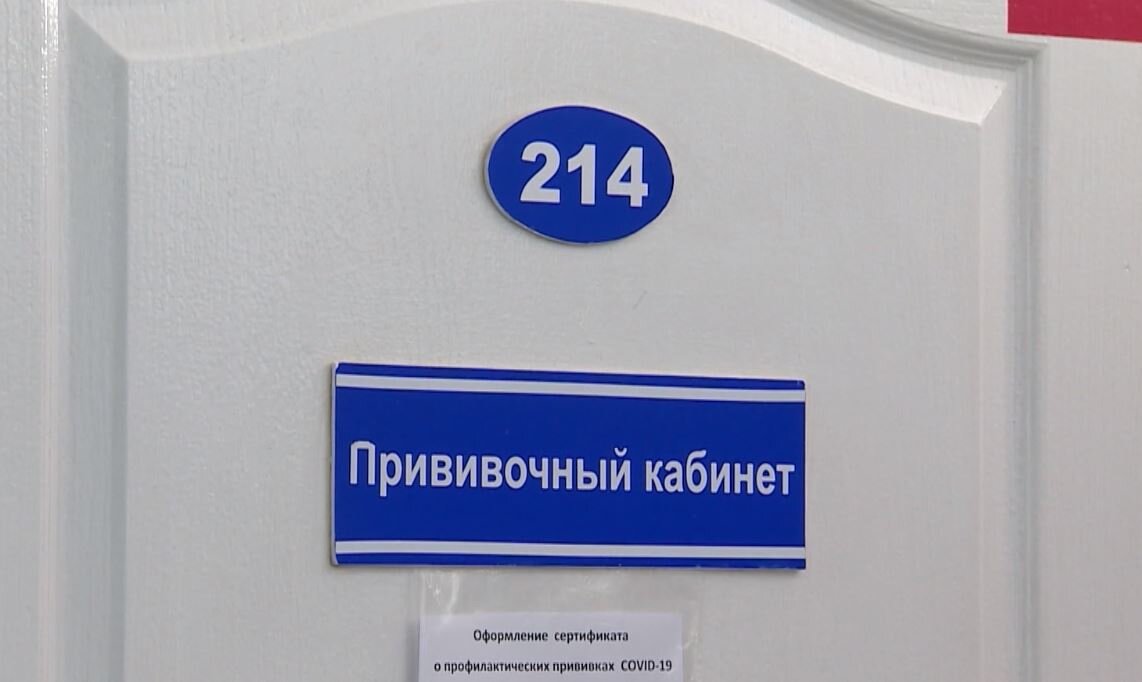 214
Прививочный кабинет
Оформление сертификата
о профилактических прививках COVID-19